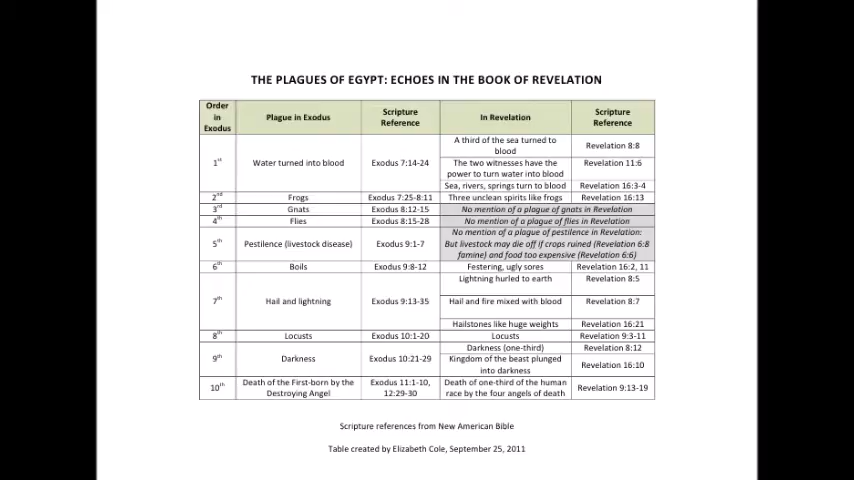 THE PLAGUES OF EGYPT: ECHOES IN THE BOOK OF REVELATION
Order in Exodus | Plague in Exodus | Scripture Reference | In Revelation | Scripture Reference
1st | Water turned into blood | Exodus 7:14-24 | A third of the sea turned to blood | Revelation 8:8
The two witnesses have the power to turn water into blood | Revelation 11:6
Sea, rivers, springs turn to blood | Revelation 16:3-4
2nd | Frogs | Exodus 7:25-8:11 | Three unclean spirits like frogs | Revelation 16:13
3rd | Gnats | Exodus 8:12-15 | No mention of a plague of gnats in Revelation
4th | Flies | Exodus 8:15-28 | No mention of a plague of flies in Revelation
5th | Pestilence (livestock disease) | Exodus 9:1-7 | No mention of a plague of pestilence in Revelation: But livestock may die off if crops ruined (Revelation 6:8 famine) and food too expensive (Revelation 6:6)
6th | Boils | Exodus 9:8-12 | Festering, ugly sores | Revelation 16:2, 11
7th | Hail and lightning | Exodus 9:13-35 | Lightning hurled to earth | Revelation 8:5
Hail and fire mixed with blood | Revelation 8:7
Hailstones like huge weights | Revelation 16:21
8th | Locusts | Exodus 10:1-20 | Locusts | Revelation 9:3-11
9th | Darkness | Exodus 10:21-29 | Darkness (one-third) | Revelation 8:12
Kingdom of the beast plunged into darkness | Revelation 16:10
10th | Death of the First-born by the Destroying Angel | Exodus 11:1-10, 12:29-30 | Death of one-third of the human race by the four angels of death | Revelation 9:13-19
Scripture references from New American Bible
Table created by Elizabeth Cole, September 25, 2011